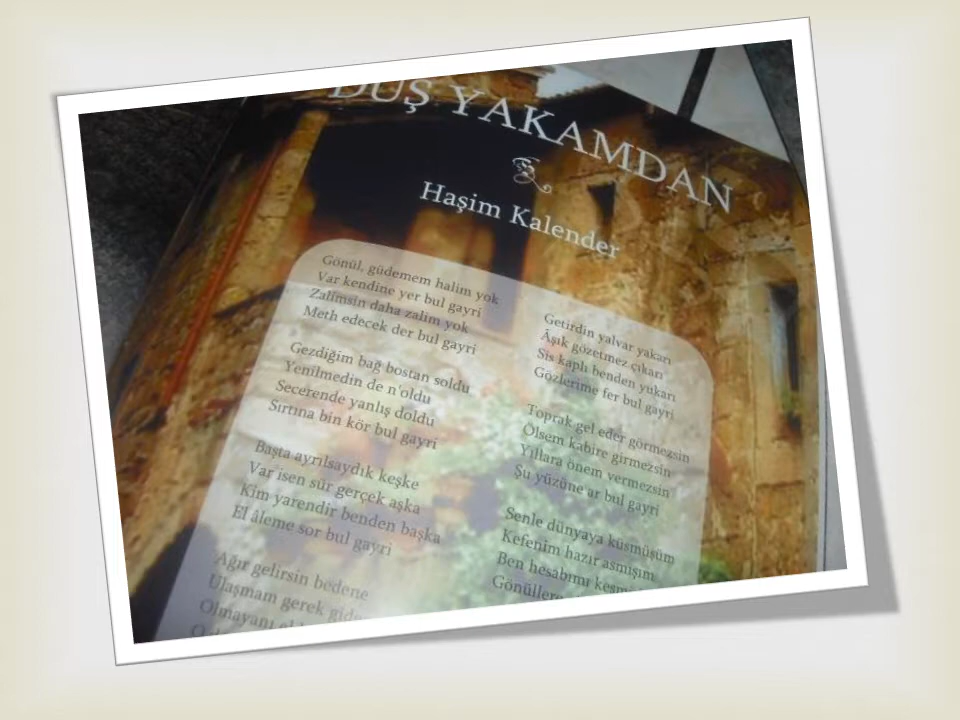 DÜŞ YAKAMDAN
Haşim Kalender
Gönül, güdemem halim yok
Var kendine yer bul gayri
Zalimsin daha zalim yok
Meth edecek der bul gayri
Gezdiğim bağ bostan soldu
Yenilmedin de n'oldu
Secerende yanlış doldu
Sırtına bin kör bul gayri
Başta ayrılsaydık keşke
Var isen sür gerçek aşka
Kim yarendir benden başka
El âleme sor bul gayri
Ağır gelirsin bedene
Ulaşmam gerek
Olmayanı
Getirdin yalvar yakarı
Âşık gözetmez çıkarı
Sis kaplı benden yukarı
Gözlerime fer bul gayri
Toprak gel eder görmezsin
Ölsem kabire girmezsin
Yıllara önem vermezsin
Şu yüzüne ar bul gayri
Senle dünyaya küsmüşüm
Kefenim hazır asmışım
Ben hesabımı